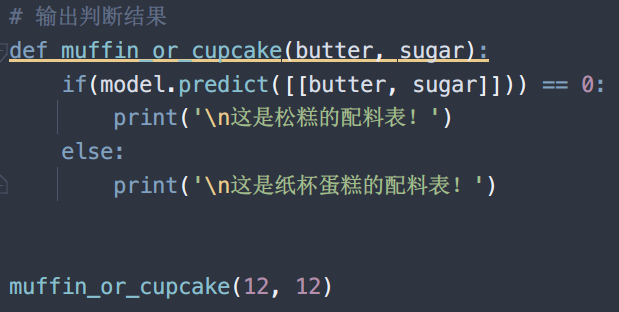 # 输出判断结果
def muffin_or_cupcake(butter, sugar):
    if(model.predict([[butter, sugar]])) == 0:
        print('\n这是松糕的配料表！')
    else:
        print('\n这是纸杯蛋糕的配料表！')
muffin_or_cupcake(12, 12)